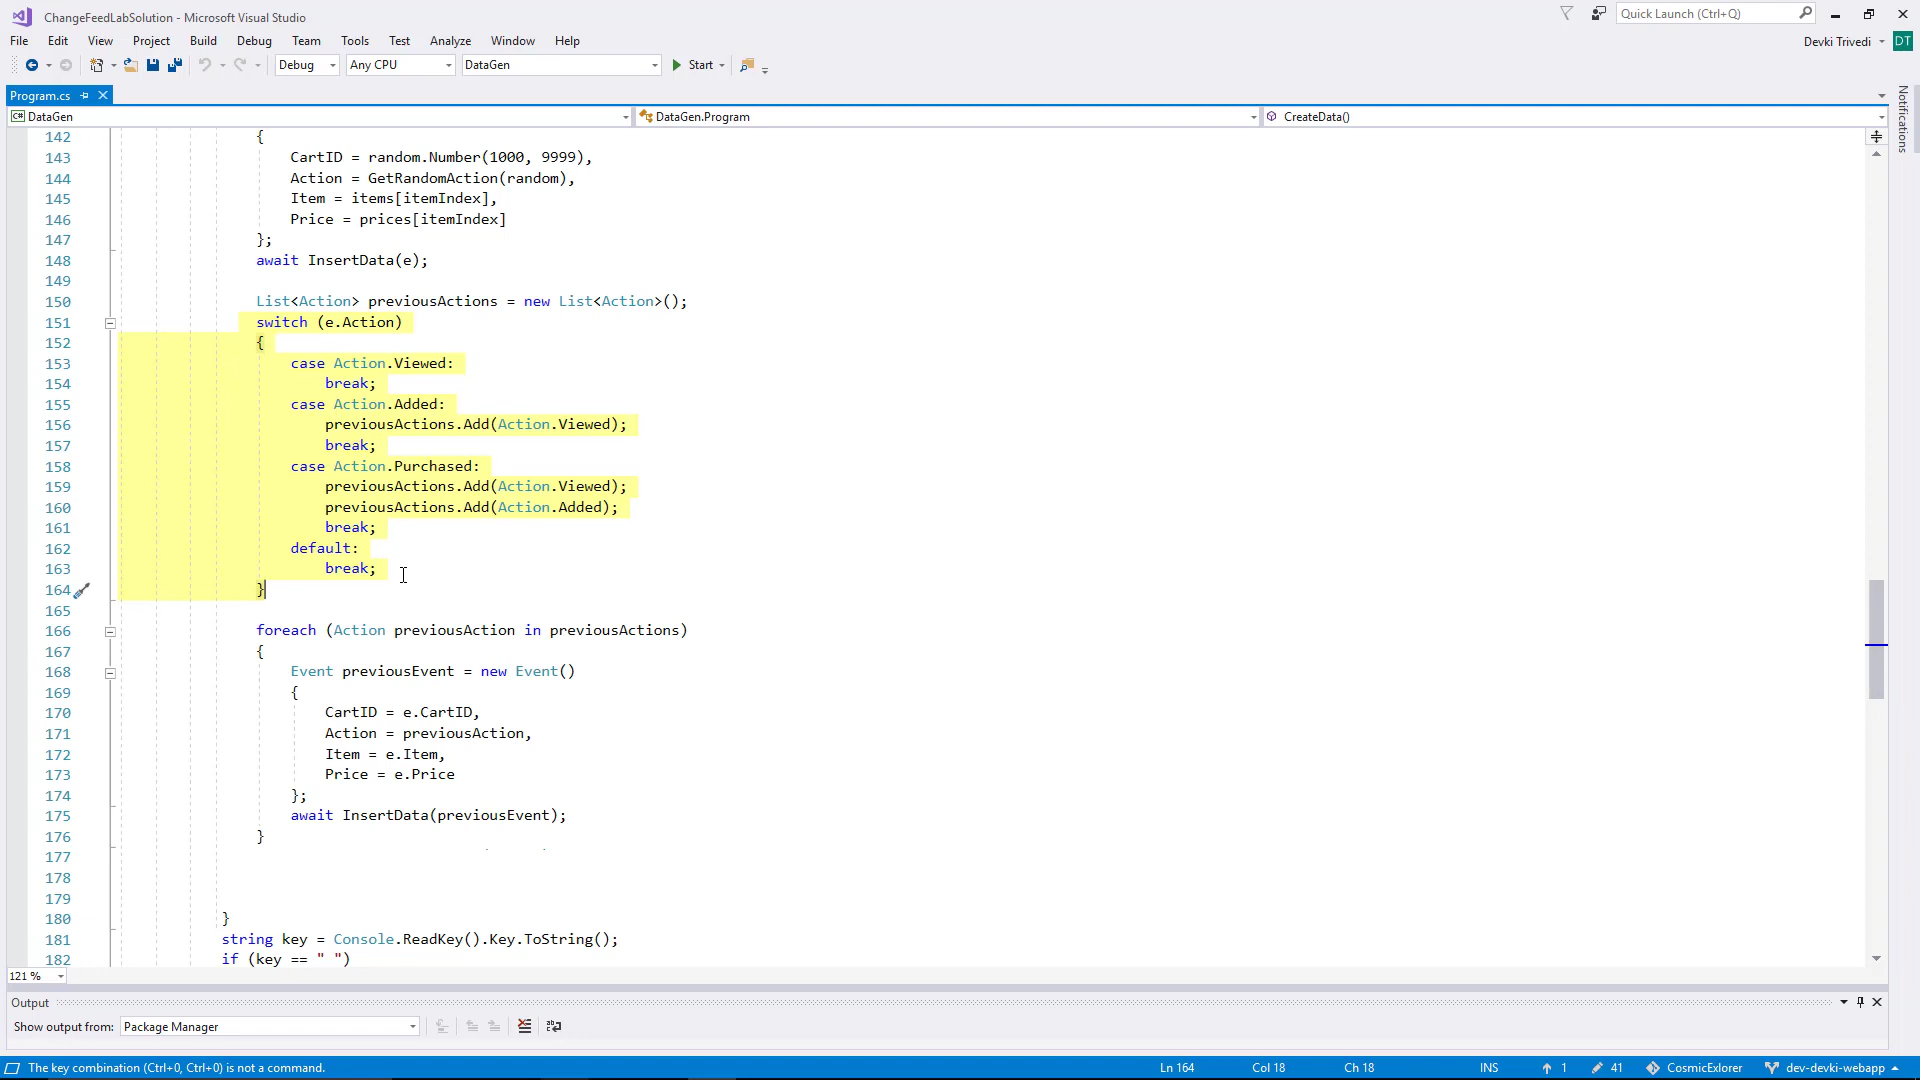 ChangeFeedLabSolution - Microsoft Visual Studio
Quick Launch (Ctrl+Q)
File Edit View Project Build Debug Team Tools Test Analyze Window Help
Devki Trivedi DT
Debug Any CPU DataGen Start
Program.cs
Notifications
DataGen DataGen.Program CreateData()
142 {
143 CartID = random.Number(1000, 9999),
144 Action = GetRandomAction(random),
145 Item = items[itemIndex],
146 Price = prices[itemIndex]
147 };
148 await InsertData(e);
149
150 List<Action> previousActions = new List<Action>();
151 switch (e.Action)
152 {
153 case Action.Viewed:
154 break;
155 case Action.Added:
156 previousActions.Add(Action.Viewed);
157 break;
158 case Action.Purchased:
159 previousActions.Add(Action.Viewed);
160 previousActions.Add(Action.Added);
161 break;
162 default:
163 break;
164 }
165
166 foreach (Action previousAction in previousActions)
167 {
168 Event previousEvent = new Event()
169 {
170 CartID = e.CartID,
171 Action = previousAction,
172 Item = e.Item,
173 Price = e.Price
174 };
175 await InsertData(previousEvent);
176 }
177
178
179
180 }
181 string key = Console.ReadKey().Key.ToString();
182 if (key == " ")
121 %
Output
Show output from: Package Manager
The key combination (Ctrl+0, Ctrl+0) is not a command. Ln 164 Col 18 Ch 18 INS 1 41 CosmicExlorer dev-devki-webapp